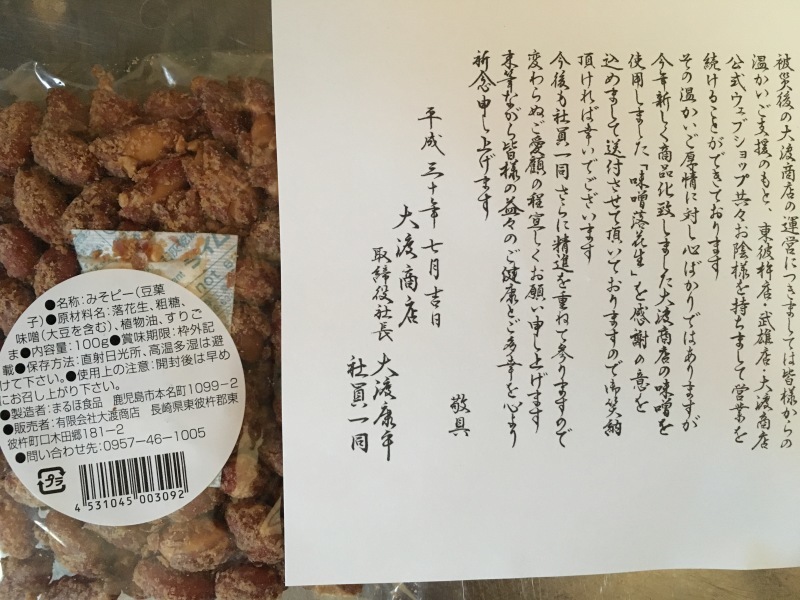 被災後の大渡商店の運営につきましては皆様からの
温かいご支援のもと、東彼杵店・武雄店・大渡商店
公式ウェブショップ共々お陰様を持ちまして営業を
続けることができております
その温かいご厚情に対し心ばかりではありますが
今年新しく商品化致しました大渡商店の味噌を
使用しました「味噌落花生」を感謝の意を
込めまして送付させて頂いておりますので御笑納
頂ければ幸いでございます
今後も社員一同さらに精進を重ねて参りますので
変わらぬご愛顧の程宜しくお願い申し上げます
末筆ながら皆様の益々のご健康とご多幸を心より
祈念申し上げます
敬具
平成三十年七月吉日
大渡商店
取締役社長 大渡康平
社員一同
●名称:みそピー(豆菓
子)●原材料名:落花生、粗糖、
味噌(大豆を含む)、植物油、すりご
ま●内容量:100g●賞味期限:枠外記
載●保存方法:直射日光所、高温多湿は避
けて下さい。●使用上の注意:開封後は早め
にお召し上がり下さい。
●製造者:まるほ食品 鹿児島市本名町1099-2
●販売者:有限会社大渡商店 長崎県東彼杵郡東
彼杵町口木田郷181-2
●問い合わせ先:0957-46-1005
プラ
4 531045 003092
not